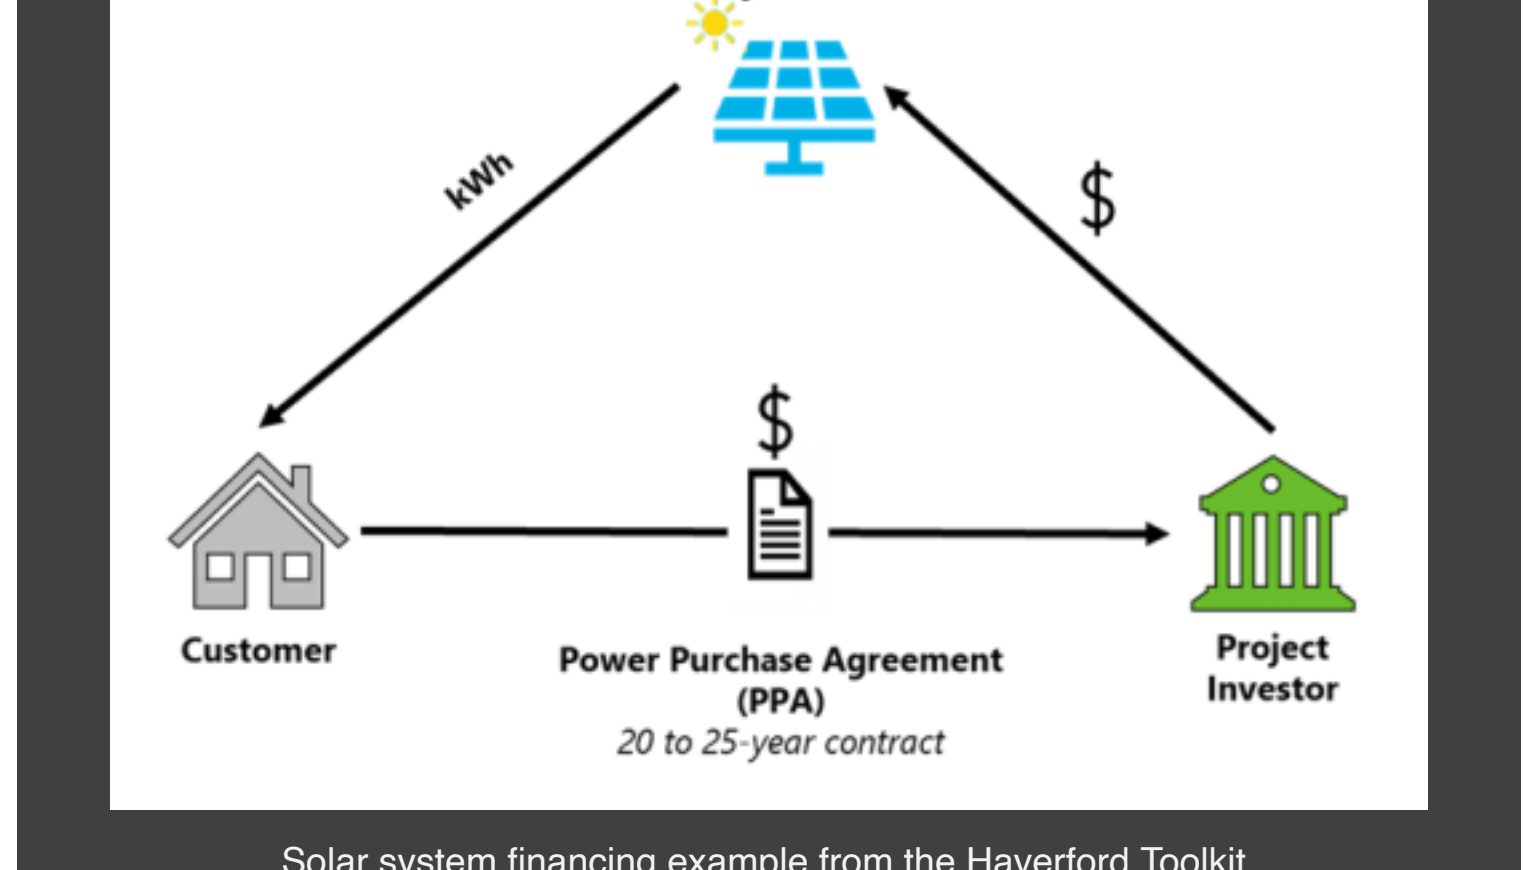 kWh
$
$
Customer
Power Purchase Agreement
(PPA)
20 to 25-year contract
Project
Investor
Solar system financing example from the Haverford Toolkit